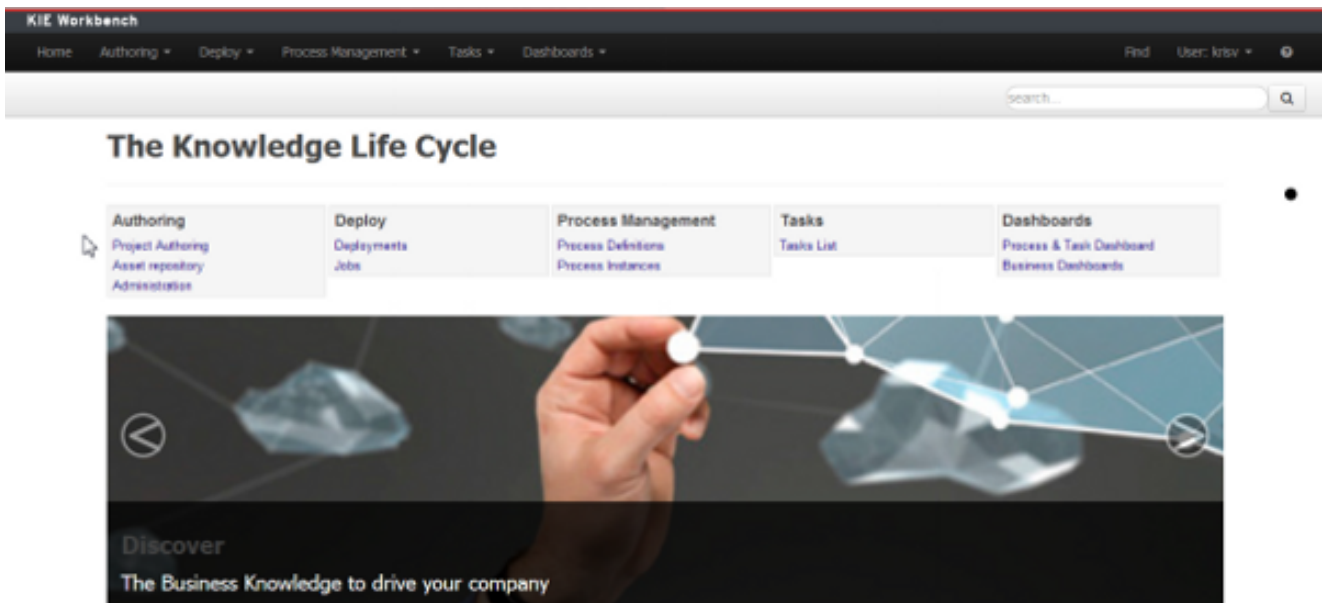 KIE Workbench
Home Authoring Deploy Process Management Tasks Dashboards Find User: krisv
search...
The Knowledge Life Cycle
Authoring Deploy Process Management Tasks Dashboards
Project Authoring Deployments Process Definitions Tasks List Process & Task Dashboard
Asset repository Jobs Process Instances Business Dashboards
Administration
Discover
The Business Knowledge to drive your company